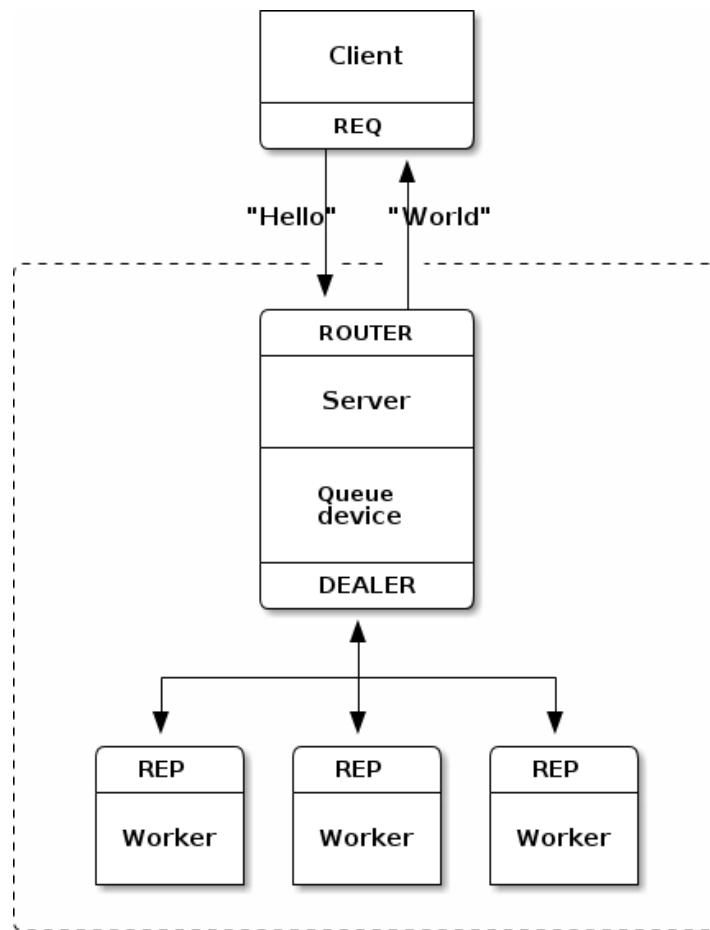 Client
REQ
"Hello"
"World"
ROUTER
Server
Queue
device
DEALER
REP
REP
REP
Worker
Worker
Worker